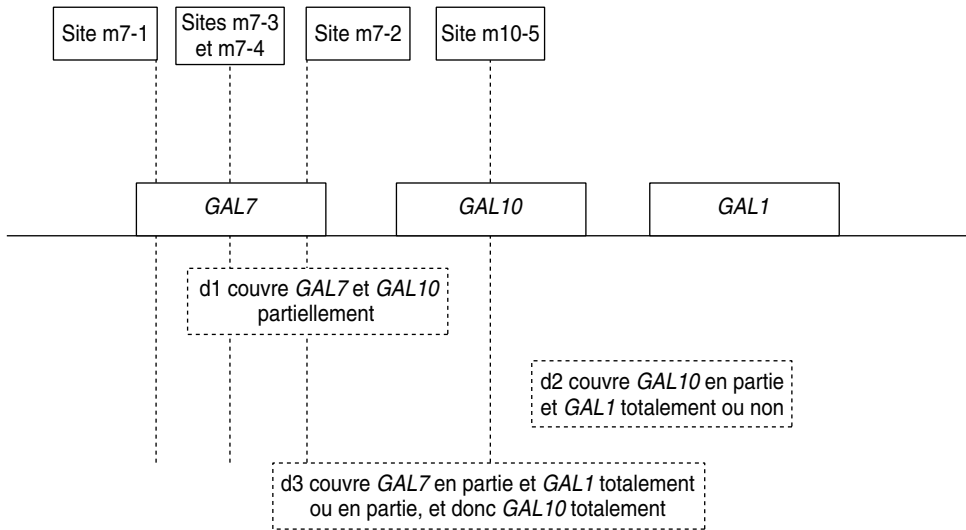 Site m7-1
Sites m7-3
et m7-4
Site m7-2
Site m10-5
GAL7
GAL10
GAL1
d1 couvre GAL7 et GAL10
partiellement
d2 couvre GAL10 en partie
et GAL1 totalement ou non
d3 couvre GAL7 en partie et GAL1 totalement
ou en partie, et donc GAL10 totalement